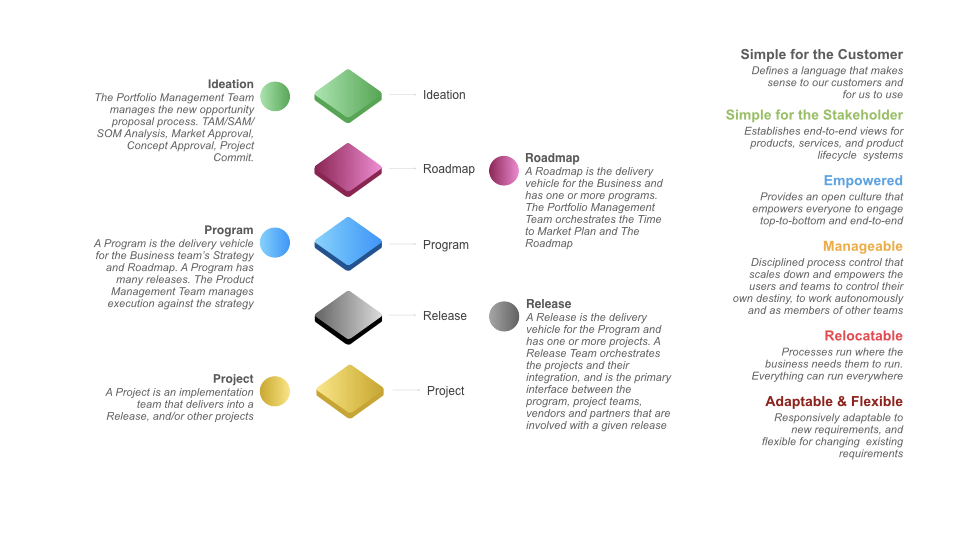 Ideation
The Portfolio Management Team
manages the new opportunity
proposal process. TAM/SAM/
SOM Analysis, Market Approval,
Concept Approval, Project
Commit.
Program
A Program is the delivery vehicle
for the Business team's Strategy
and Roadmap. A Program has
many releases. The Product
Management Team manages
execution against the strategy
Project
A Project is an implementation
team that delivers into a
Release, and/or other projects
Ideation
Roadmap
Program
Release
Project
Roadmap
A Roadmap is the delivery
vehicle for the Business and
has one or more programs.
The Portfolio Management
Team orchestrates the Time
to Market Plan and The
Roadmap
Release
A Release is the delivery
vehicle for the Program and
has one or more projects. A
Release Team orchestrates
the projects and their
integration, and is the primary
interface between the
program, project teams,
vendors and partners that are
involved with a given release
Simple for the Customer
Defines a language that makes
sense to our customers and
for us to use
Simple for the Stakeholder
Establishes end-to-end views for
products, services, and product
lifecycle systems
Empowered
Provides an open culture that
empowers everyone to engage
top-to-bottom and end-to-end
Manageable
Disciplined process control that
scales down and empowers the
users and teams to control their
own destiny, to work autonomously
and as members of other teams
Relocatable
Processes run where the
business needs them to run.
Everything can run everywhere
Adaptable & Flexible
Responsively adaptable to
new requirements, and
flexible for changing existing
requirements